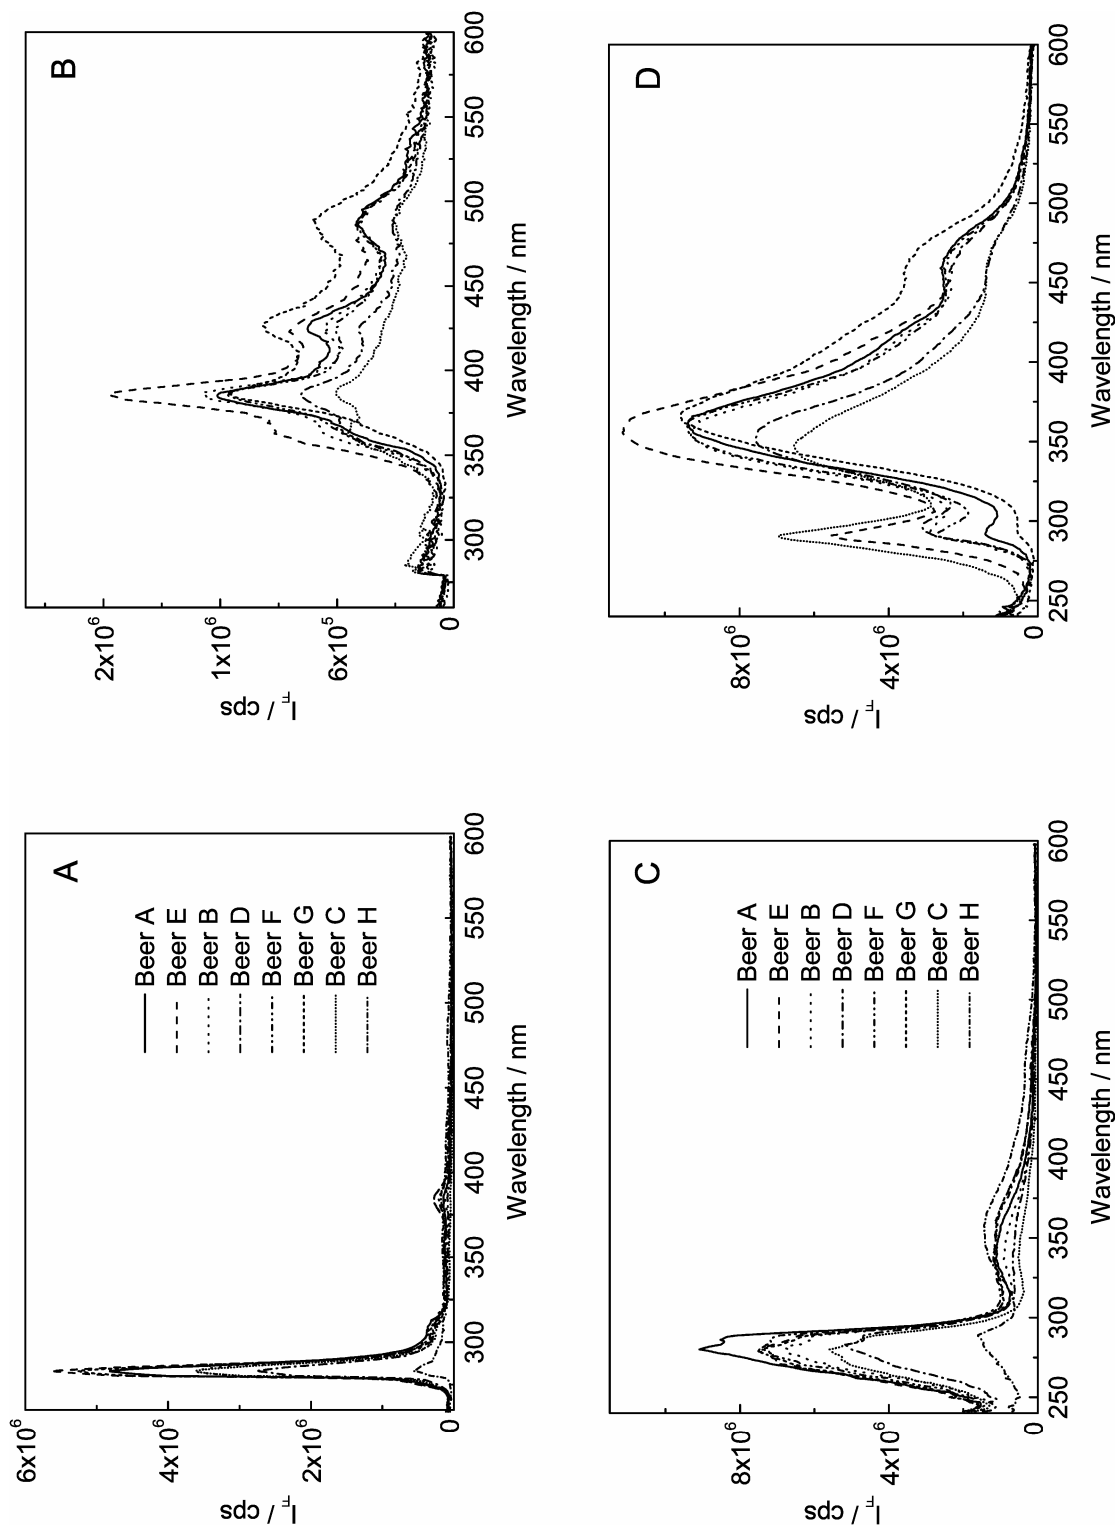 A
I_F / cps
6x10^6
4x10^6
2x10^6
0
Beer A
Beer E
Beer B
Beer D
Beer F
Beer G
Beer C
Beer H
300 350 400 450 500 550 600
Wavelength / nm
B
I_F / cps
2x10^6
1x10^6
6x10^5
0
300 350 400 450 500 550 600
Wavelength / nm
C
I_F / cps
8x10^6
4x10^6
0
Beer A
Beer E
Beer B
Beer D
Beer F
Beer G
Beer C
Beer H
250 300 350 400 450 500 550 600
Wavelength / nm
D
I_F / cps
8x10^6
4x10^6
0
250 300 350 400 450 500 550 600
Wavelength / nm